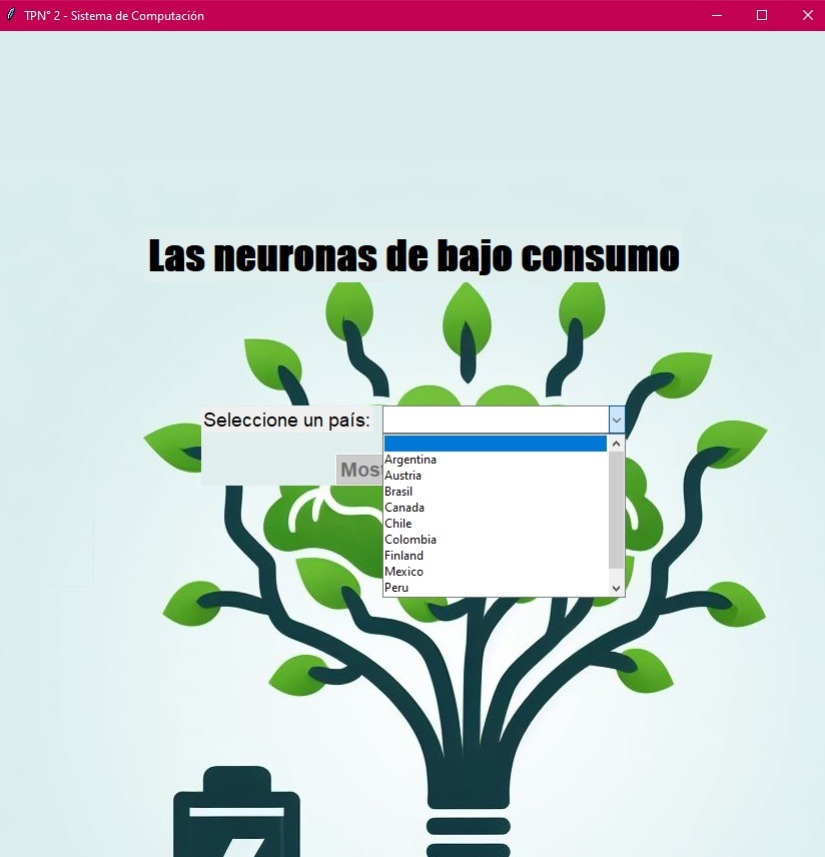 TPN° 2 - Sistema de Computación
Las neuronas de bajo consumo
Seleccione un país:
Argentina
Austria
Brasil
Canada
Chile
Colombia
Finland
Mexico
Peru